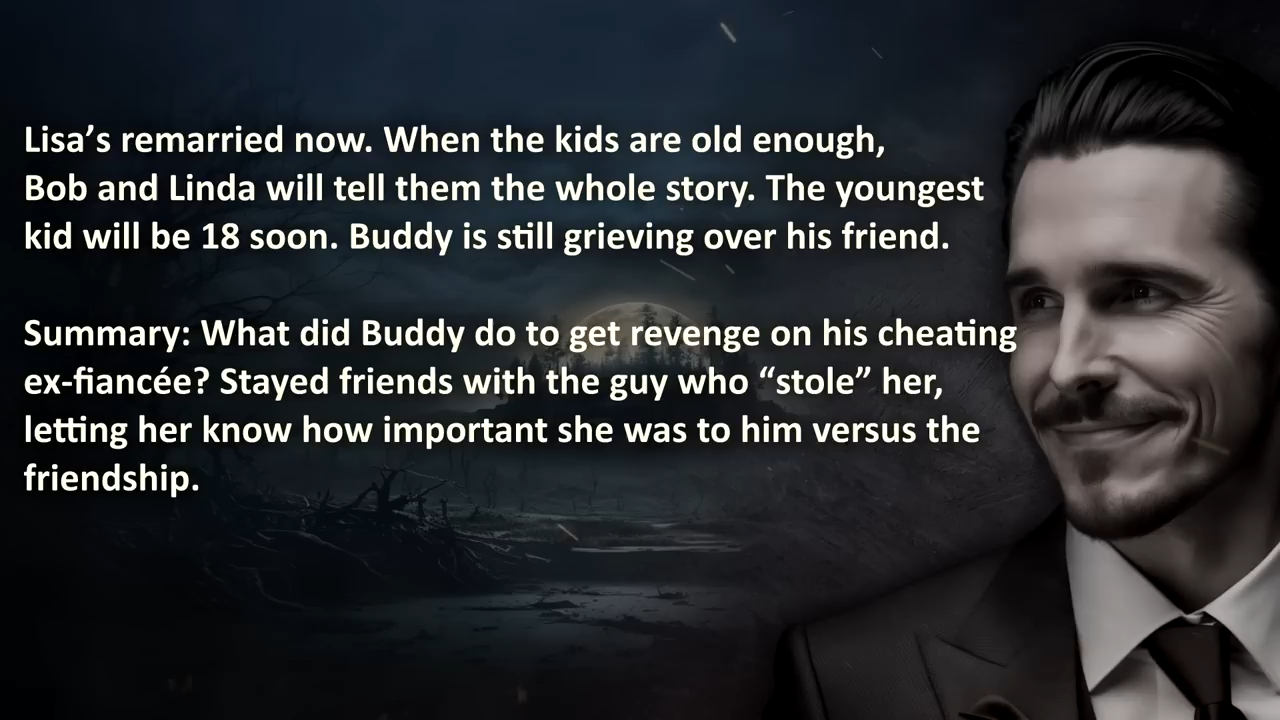 Lisa’s remarried now. When the kids are old enough,
Bob and Linda will tell them the whole story. The youngest
kid will be 18 soon. Buddy is still grieving over his friend.
Summary: What did Buddy do to get revenge on his cheating
ex-fiancée? Stayed friends with the guy who “stole” her,
letting her know how important she was to him versus the
friendship.